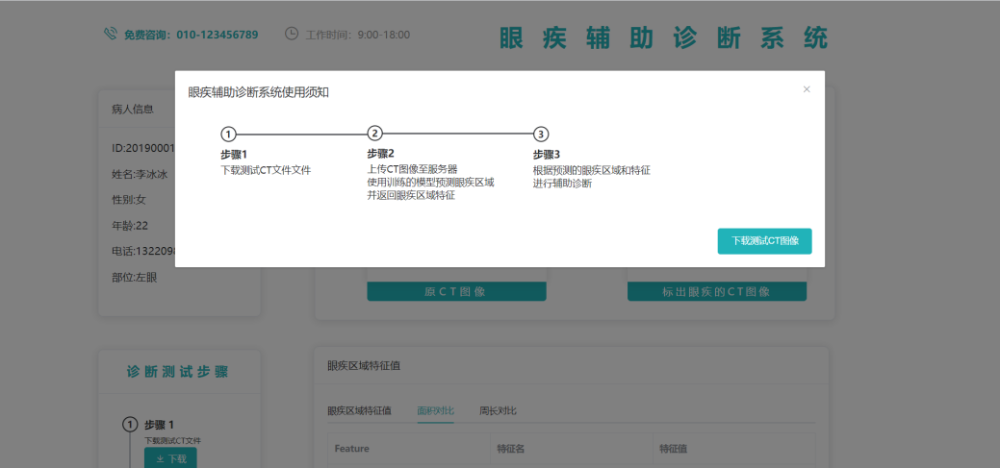 免费咨询：010-123456789
工作时间：9:00-18:00
眼疾辅助诊断系统
眼疾辅助诊断系统使用须知
×
1
2
3
步骤1
下载测试CT文件文件
步骤2
上传CT图像至服务器
使用训练的模型预测眼疾区域
并返回眼疾区域特征
步骤3
根据预测的眼疾区域和特征
进行辅助诊断
下载测试CT图像
病人信息
ID:20190001
姓名:李冰冰
性别:女
年龄:22
电话:132209
部位:左眼
原CT图像
标出眼疾的CT图像
诊断测试步骤
1
步骤 1
下载测试CT文件
下载
眼疾区域特征值
眼疾区域特征值
面积对比
周长对比
Feature
特征名
特征值